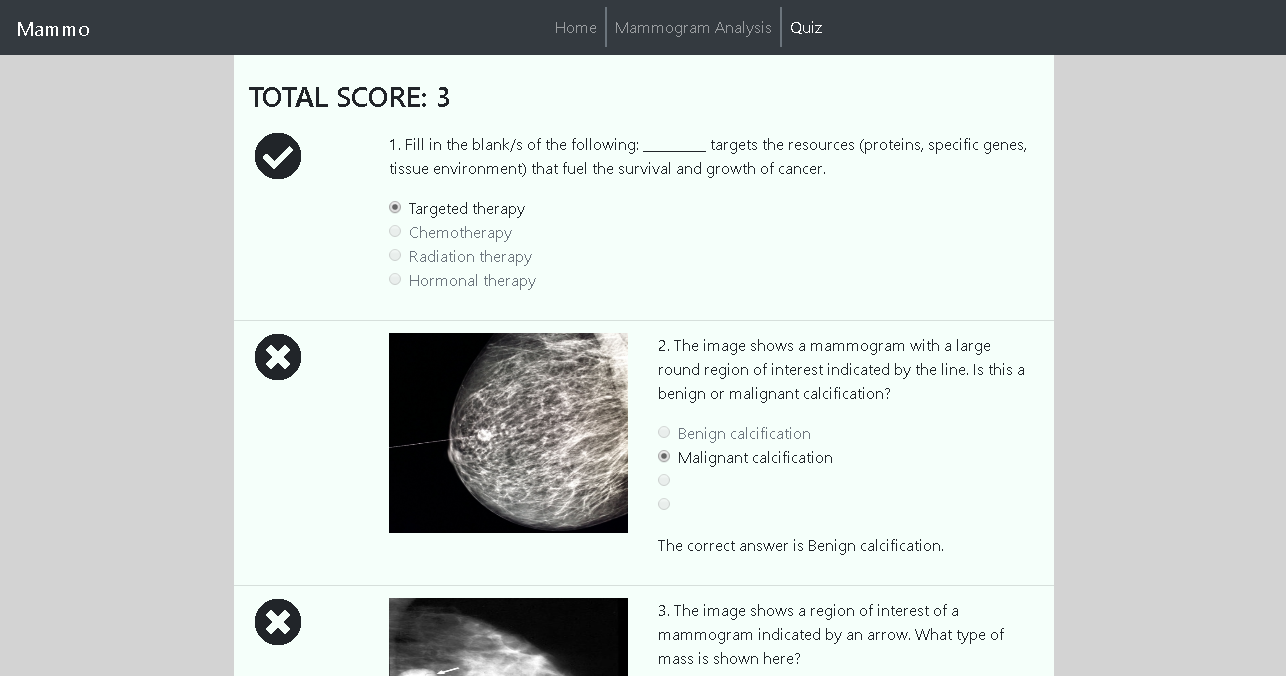 Mammo
Home
Mammogram Analysis
Quiz
TOTAL SCORE: 3
1. Fill in the blank/s of the following: ________ targets the resources (proteins, specific genes,
tissue environment) that fuel the survival and growth of cancer.
Targeted therapy
Chemotherapy
Radiation therapy
Hormonal therapy
2. The image shows a mammogram with a large
round region of interest indicated by the line. Is this a
benign or malignant calcification?
Benign calcification
Malignant calcification
The correct answer is Benign calcification.
3. The image shows a region of interest of a
mammogram indicated by an arrow. What type of
mass is shown here?